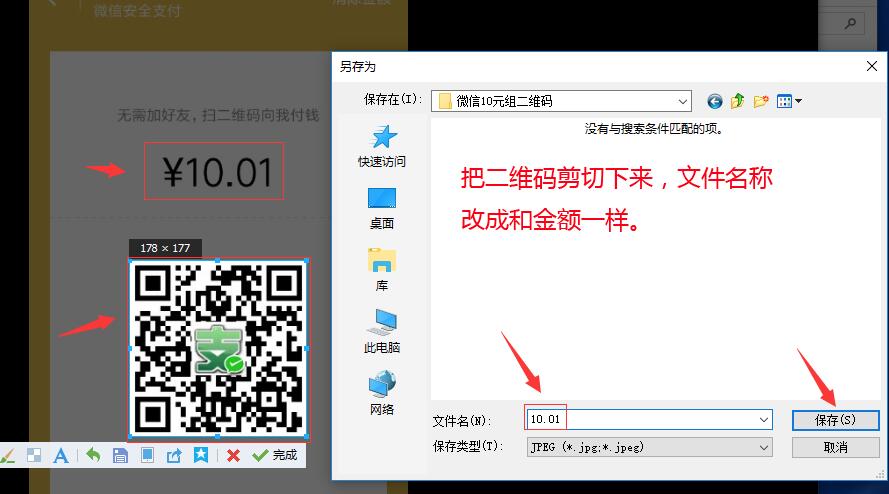 微信安全支付
清除金额
无需加好友，扫二维码向我付钱
¥10.01
178 × 177
支
完成
另存为
保存在(I):
微信10元组二维码
没有与搜索条件匹配的项。
快速访问
桌面
库
此电脑
网络
把二维码剪切下来，文件名称
改成和金额一样。
文件名(N):
10.01
保存(S)
保存类型(T):
JPEG (*.jpg;*.jpeg)
取消